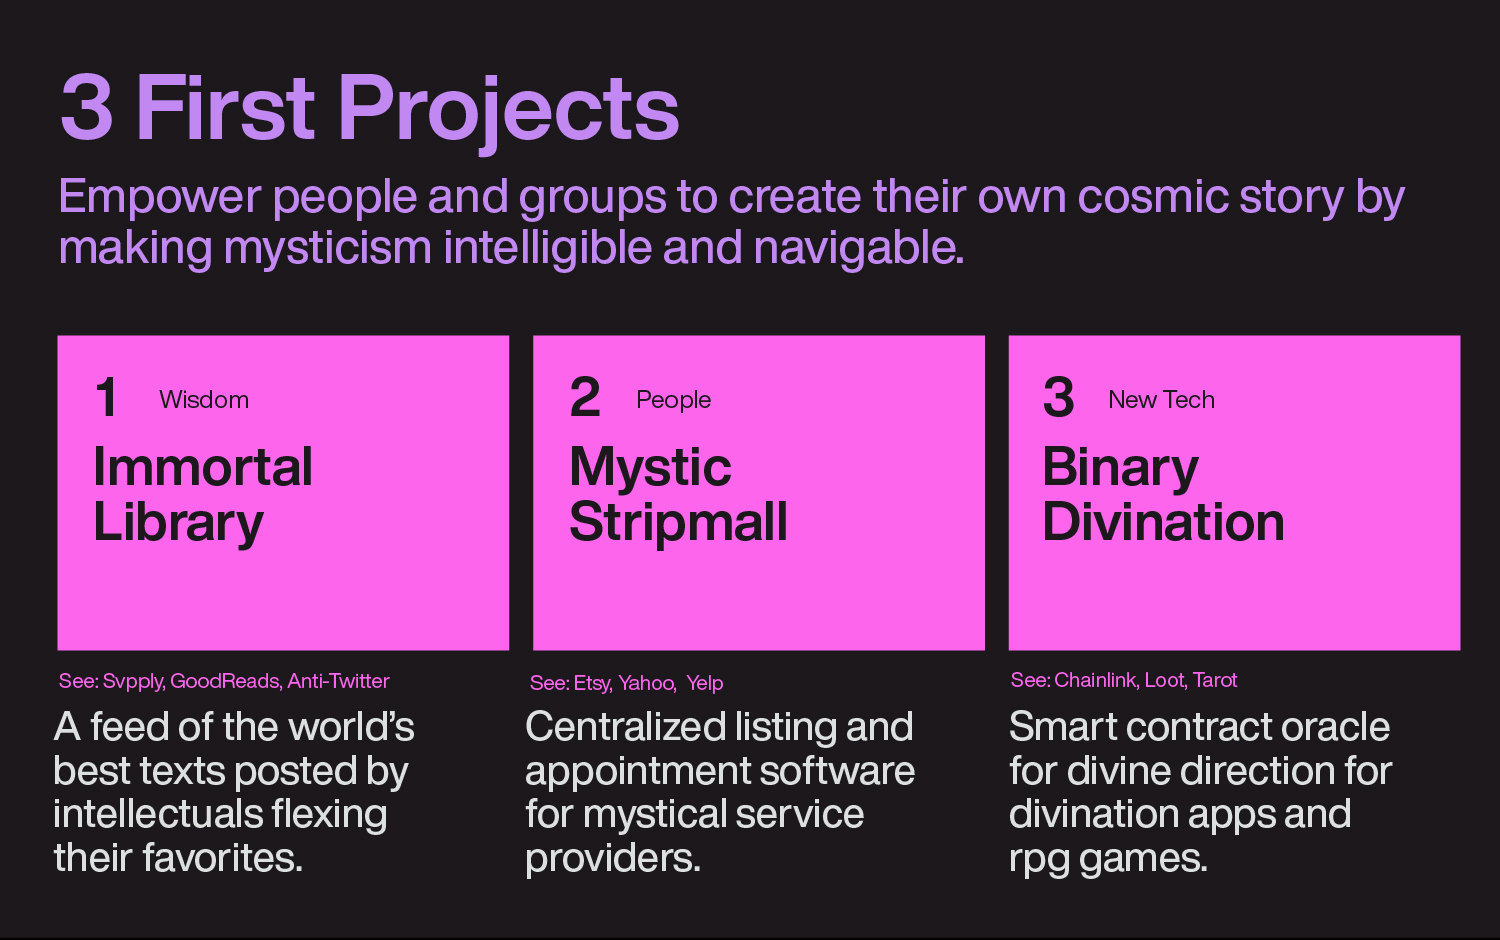 3 First Projects
Empower people and groups to create their own cosmic story by
making mysticism intelligible and navigable.
1 Wisdom
Immortal
Library
See: Svpply, GoodReads, Anti-Twitter
A feed of the world’s
best texts posted by
intellectuals flexing
their favorites.
2 People
Mystic
Stripmall
See: Etsy, Yahoo, Yelp
Centralized listing and
appointment software
for mystical service
providers.
3 New Tech
Binary
Divination
See: Chainlink, Loot, Tarot
Smart contract oracle
for divine direction for
divination apps and
rpg games.